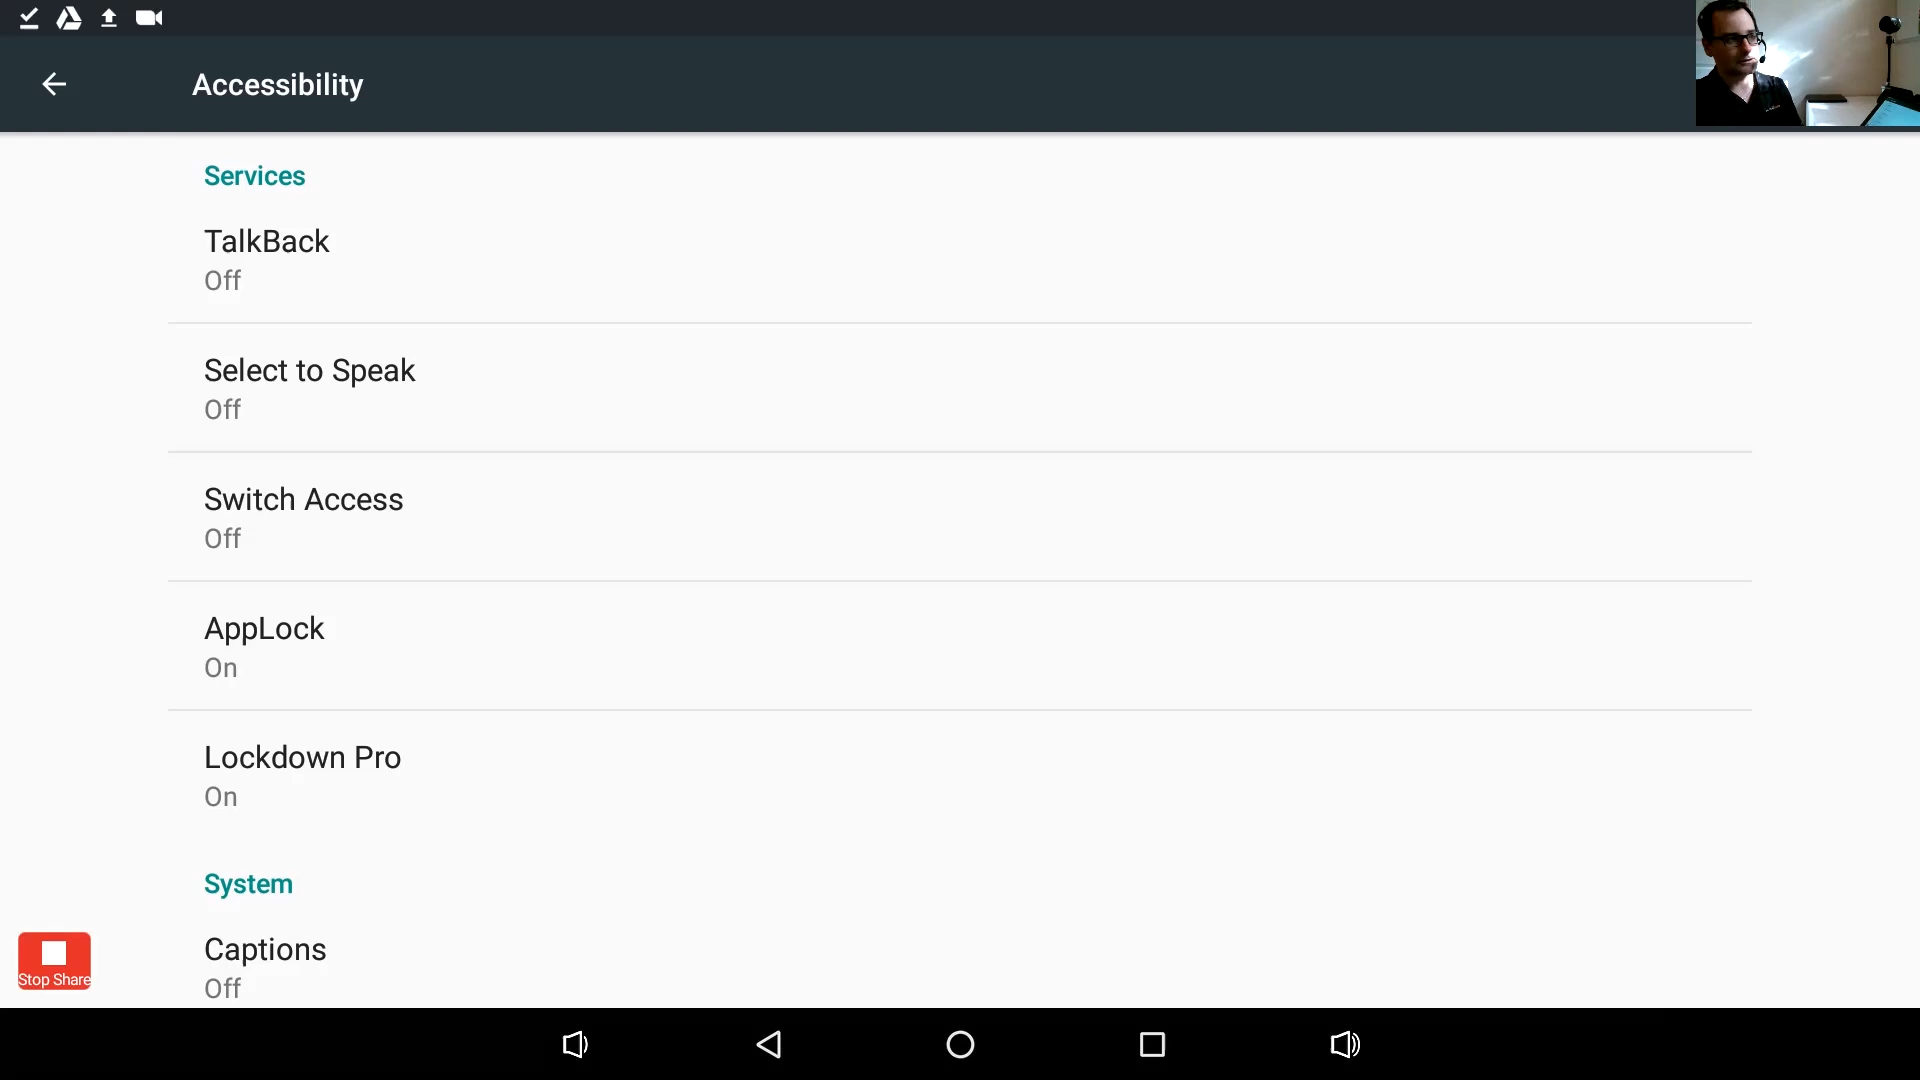 Accessibility
Services
TalkBack
Off
Select to Speak
Off
Switch Access
Off
AppLock
On
Lockdown Pro
On
System
Captions
Off
Stop Share